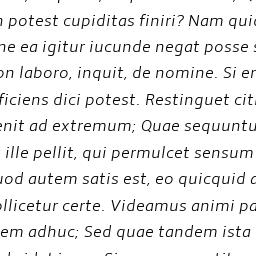 potest cupiditas finiri? Nam qui
ne ea igitur iucunde negat posse
on laboro, inquit, de nomine. Si
ficiens dici potest. Restinguet cit
enit ad extremum; Quae sequuntu
ille pellit, qui permulcet sensum
uod autem satis est, eo quicquid a
ollicetur certe. Videamus animi pa
em adhuc; Sed quae tandem ista